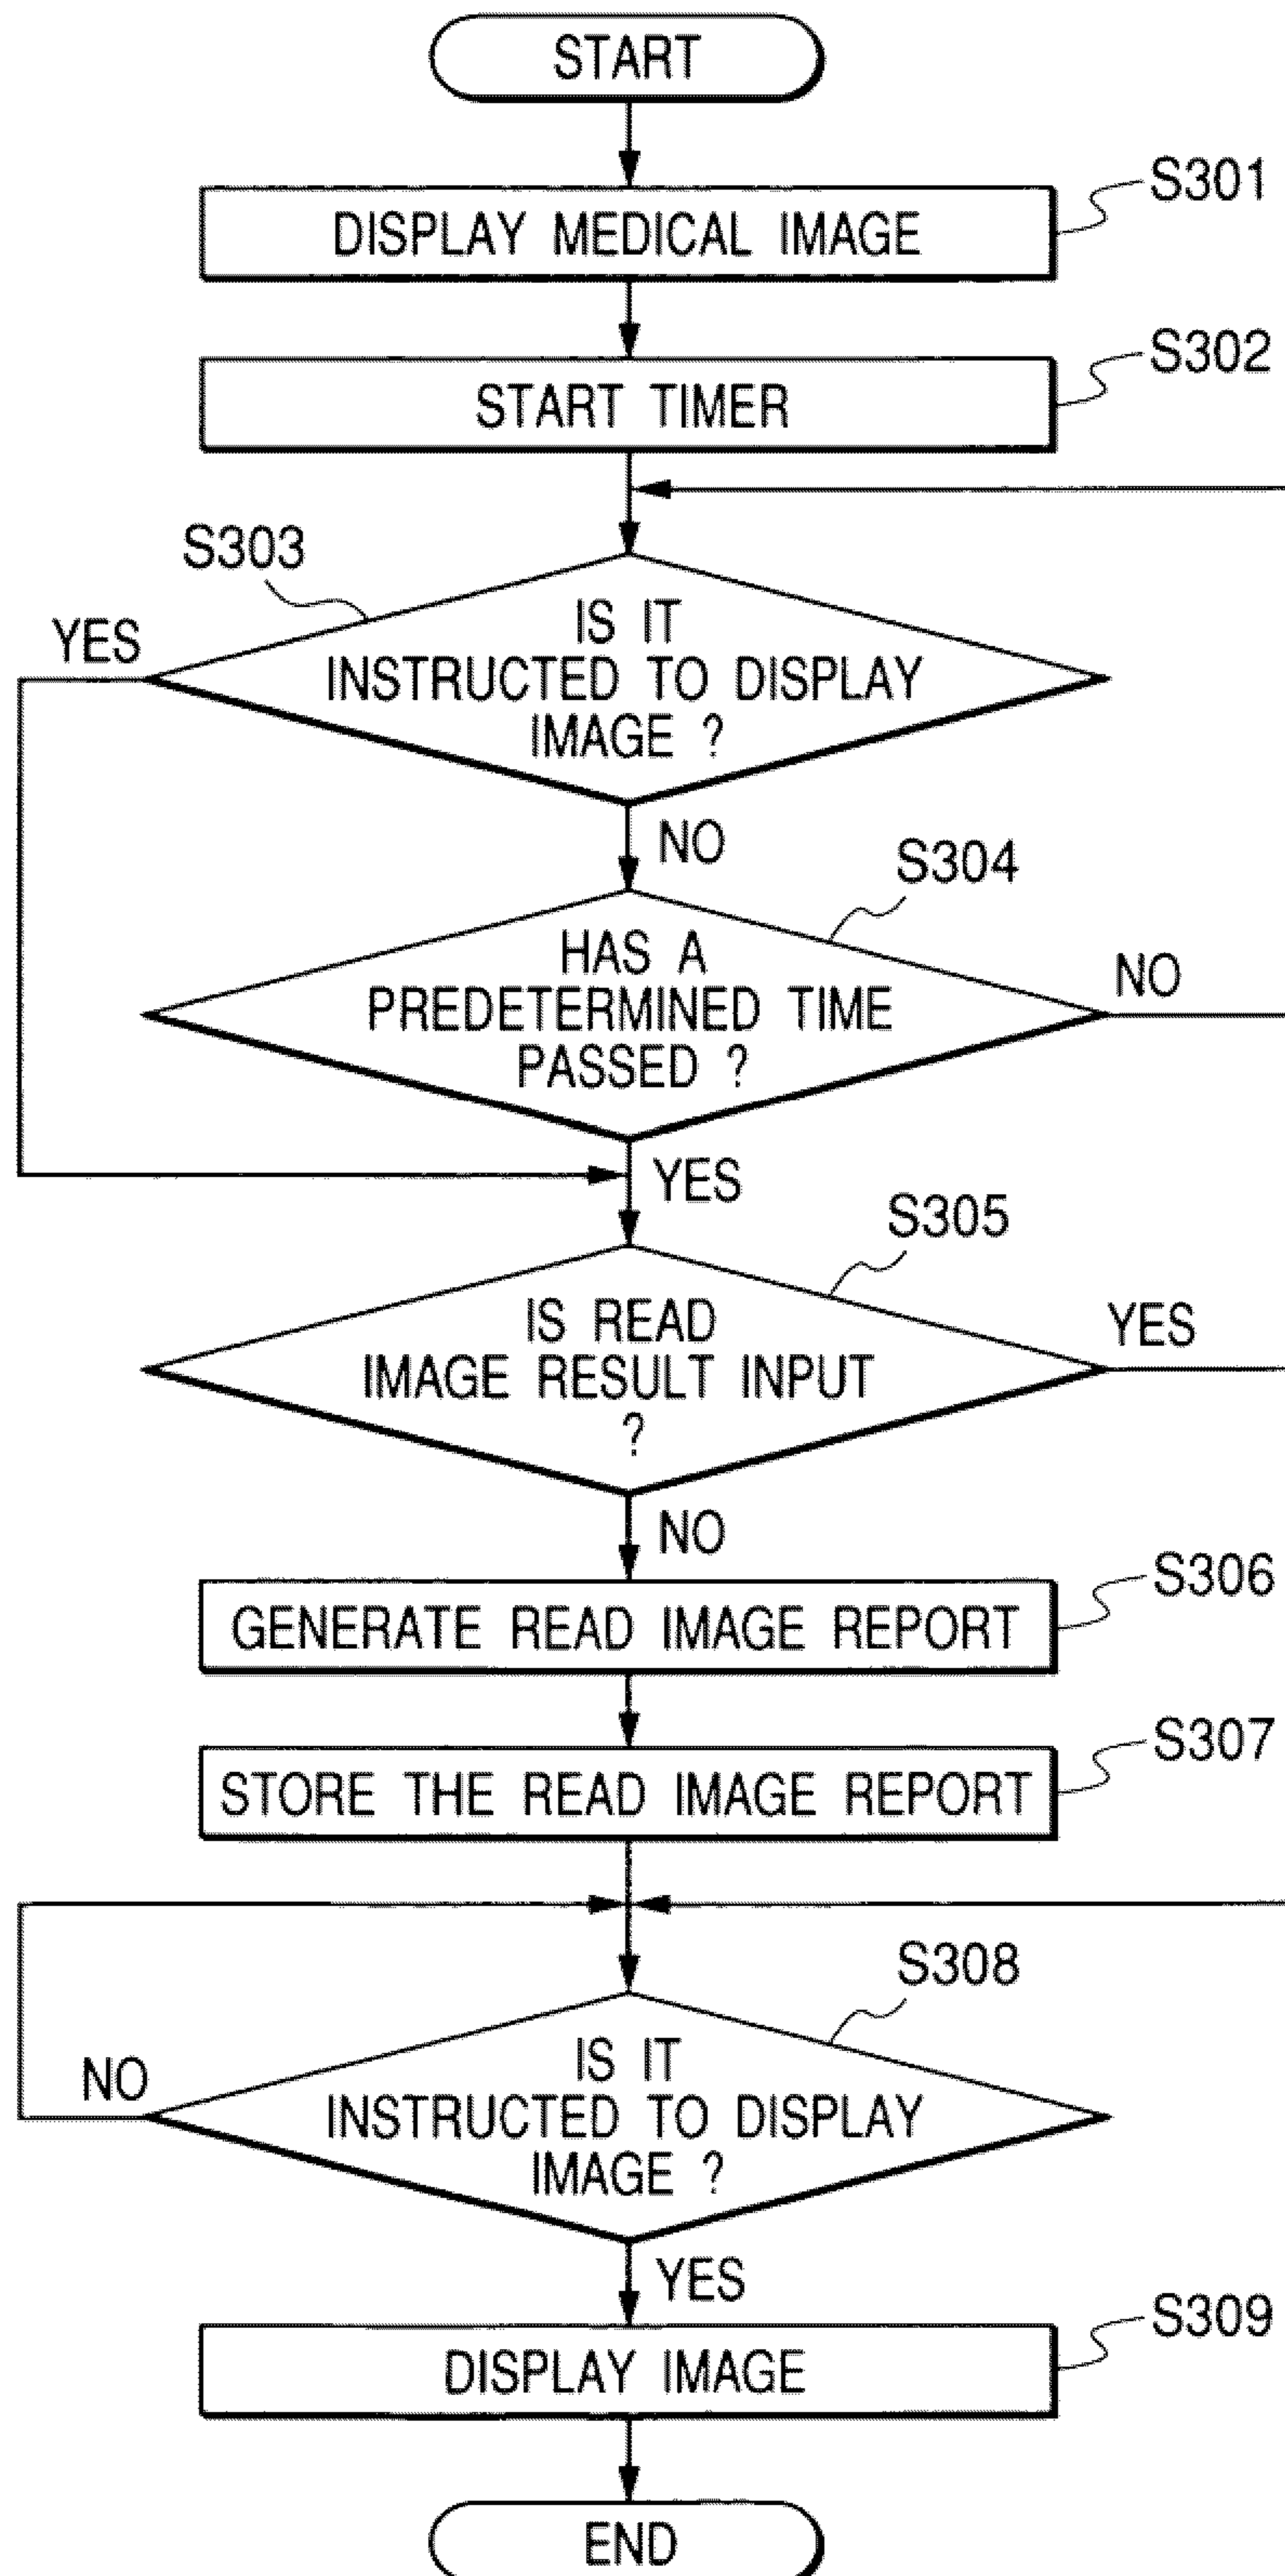 START
S301
DISPLAY MEDICAL IMAGE
S302
START TIMER
S303
YES
IS IT
INSTRUCTED TO DISPLAY
IMAGE ?
NO
S304
HAS A
PREDETERMINED TIME
PASSED ?
NO
YES
S305
IS READ
IMAGE RESULT INPUT
?
YES
NO
S306
GENERATE READ IMAGE REPORT
S307
STORE THE READ IMAGE REPORT
S308
IS IT
INSTRUCTED TO DISPLAY
IMAGE ?
NO
YES
S309
DISPLAY IMAGE
END